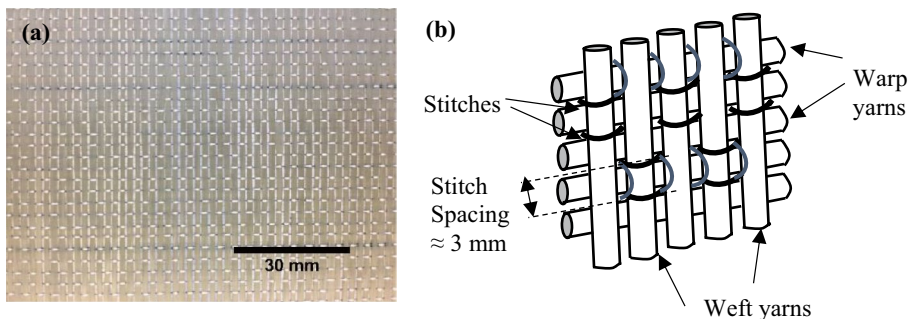 (a)
30 mm
(b)
Stitches
Warp
yarns
Stitch
Spacing
≈ 3 mm
Weft yarns